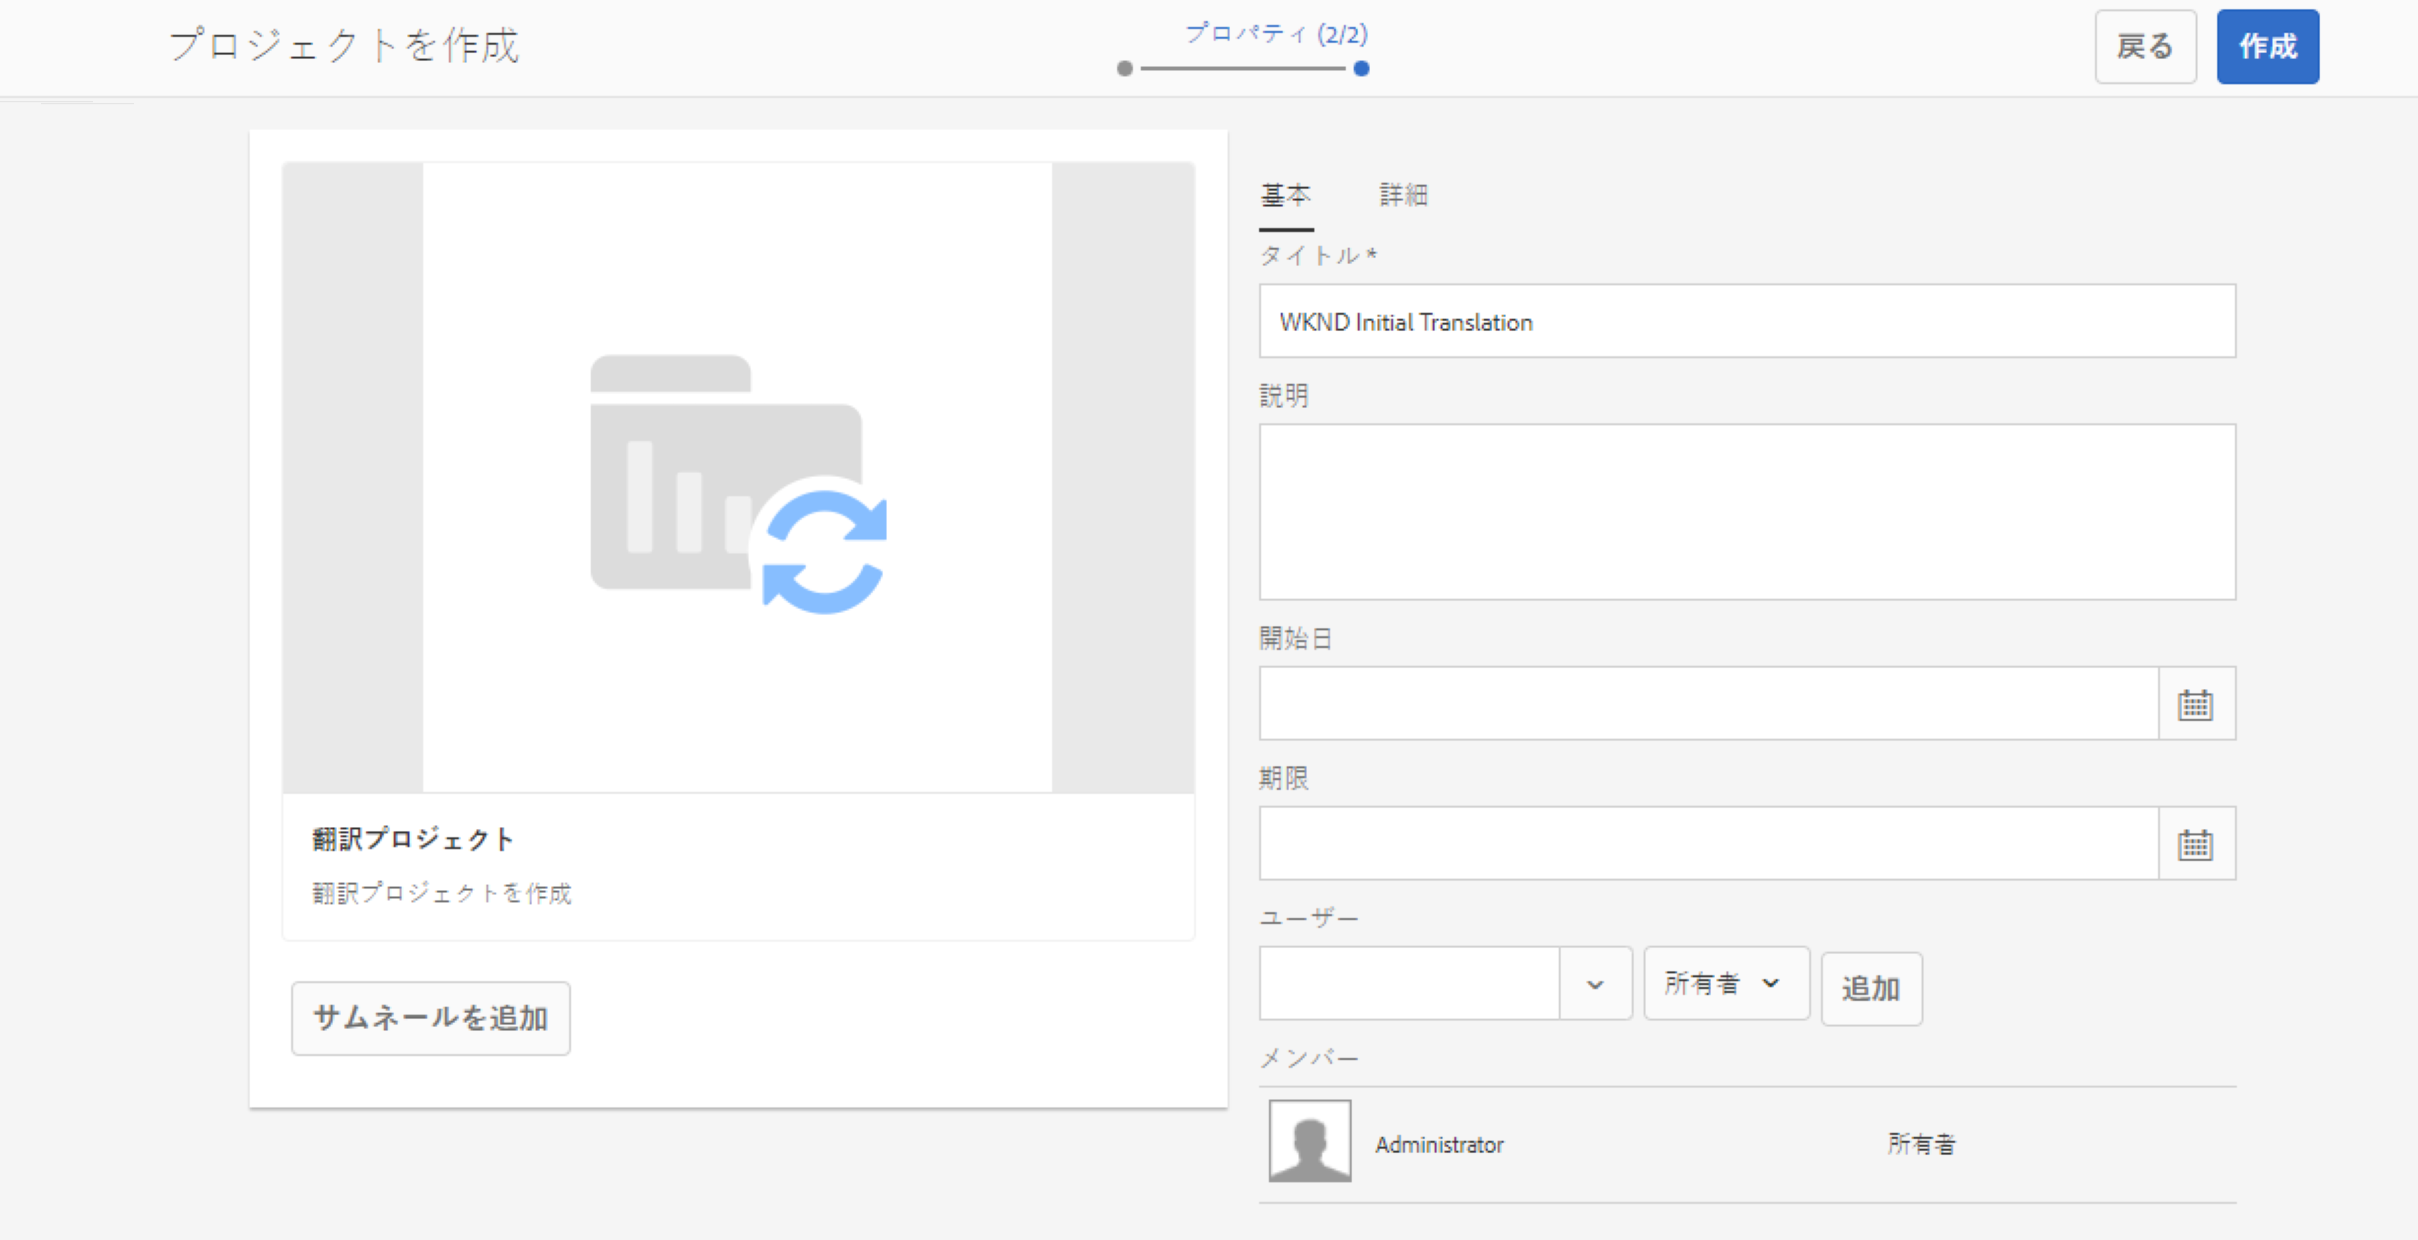 プロジェクトを作成
プロパティ (2/2)
戻る
作成
基本
詳細
タイトル *
WKND Initial Translation
説明
開始日
期限
ユーザー
所有者
追加
メンバー
Administrator
所有者
翻訳プロジェクト
翻訳プロジェクトを作成
サムネールを追加